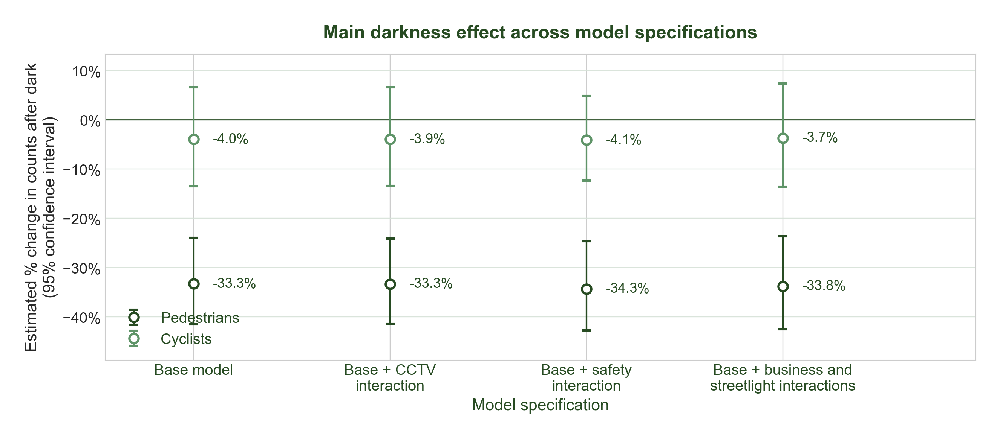 Main darkness effect across model specifications
Estimated % change in counts after dark
(95% confidence interval)
10%
0%
−10%
−20%
−30%
−40%
-4.0%
-3.9%
-4.1%
-3.7%
-33.3%
-33.3%
-34.3%
-33.8%
Pedestrians
Cyclists
Base model
Base + CCTV
interaction
Base + safety
interaction
Base + business and
streetlight interactions
Model specification